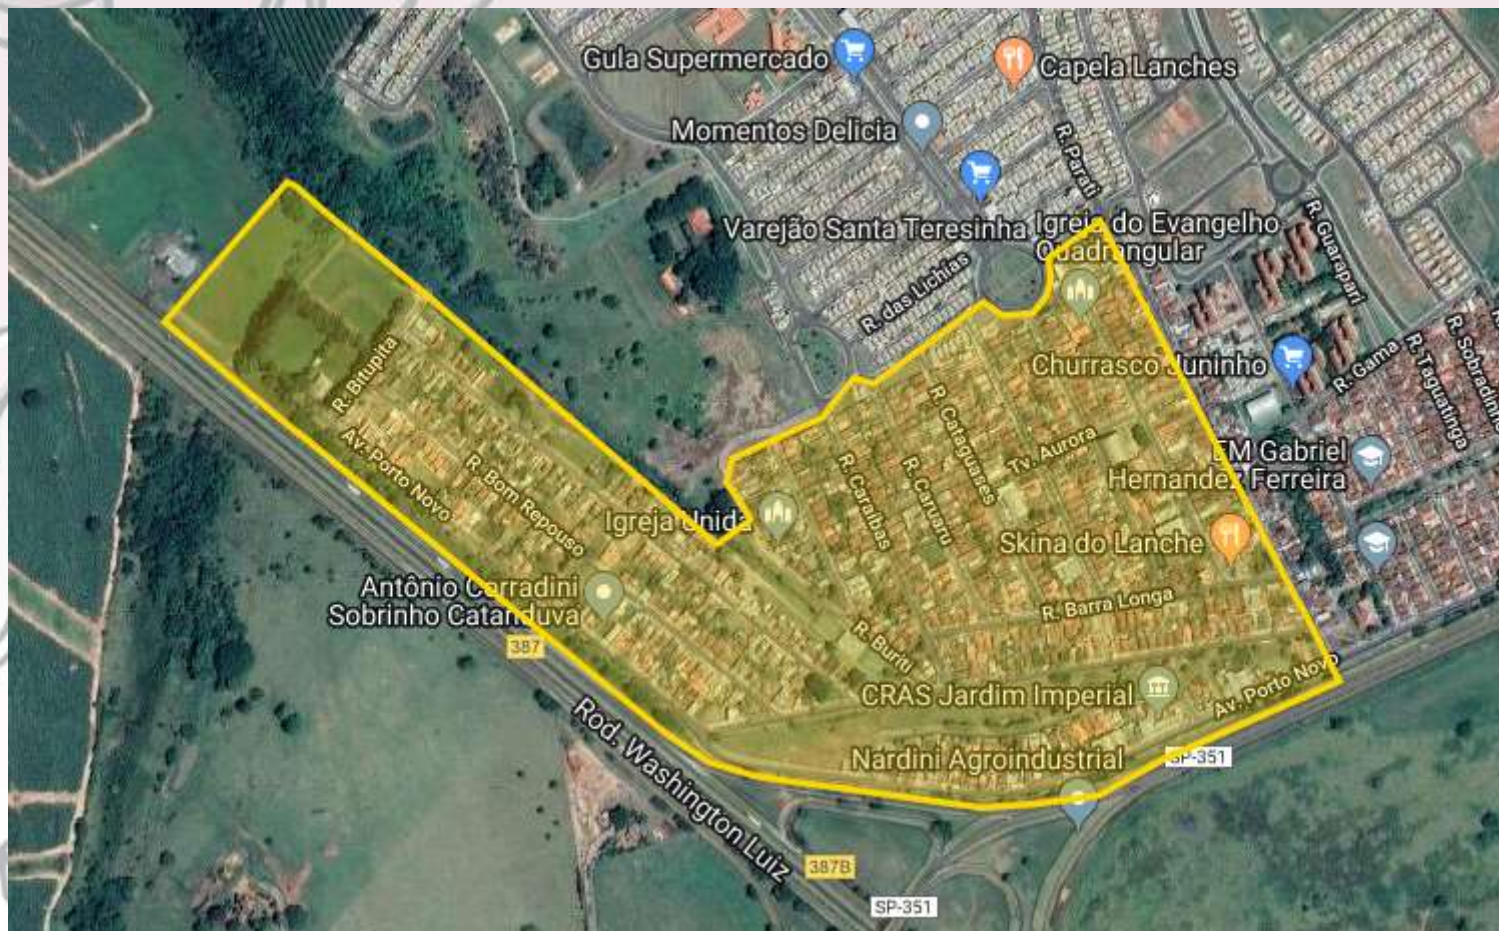 Gula Supermercado
Capela Lanches
Momentos Delicia
R. Parati
Varejão Santa Teresinha
Igreja do Evangelho
Quadrangular
R. Guarapari
R. das Lichias
Churrasco Juninho
R. Gama
R. Taguatinga
R. Sobradinho
R. Bitupita
R. Cataguases
Tv. Aurora
EM Gabriel
Hernandez Ferreira
Av. Porto Novo
R. Bom Repouso
R. Caraíbas
R. Caruaru
Igreja Unida
Skina do Lanche
Antônio Carradini
Sobrinho Catanduva
R. Barra Longa
387
R. Buriti
CRAS Jardim Imperial
Av. Porto Novo
Rod. Washington Luiz
Nardini Agroindustrial
SP-351
387B
SP-351